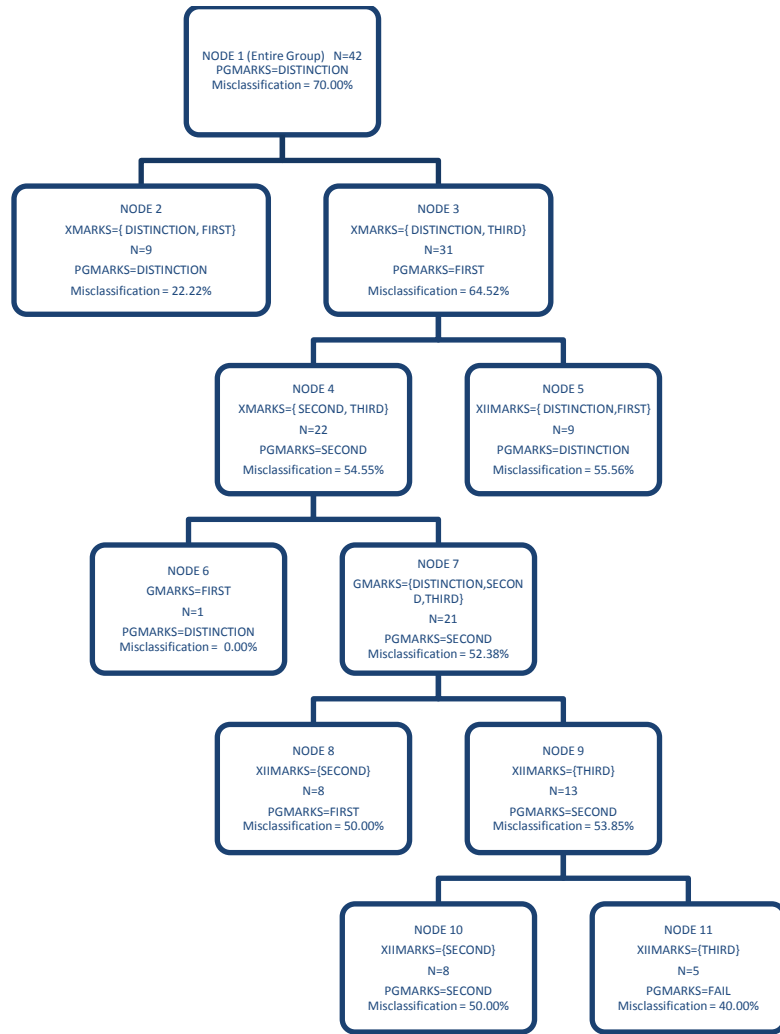 NODE 1 (Entire Group) N=42
PGMARKS=DISTINCTION
Misclassification = 70.00%
NODE 2
XMARKS={ DISTINCTION, FIRST}
N=9
PGMARKS=DISTINCTION
Misclassification = 22.22%
NODE 3
XMARKS={ DISTINCTION, THIRD}
N=31
PGMARKS=FIRST
Misclassification = 64.52%
NODE 4
XMARKS={ SECOND, THIRD}
N=22
PGMARKS=SECOND
Misclassification = 54.55%
NODE 5
XIIMARKS={ DISTINCTION,FIRST}
N=9
PGMARKS=DISTINCTION
Misclassification = 55.56%
NODE 6
GMARKS=FIRST
N=1
PGMARKS=DISTINCTION
Misclassification = 0.00%
NODE 7
GMARKS={DISTINCTION,SECON
D,THIRD}
N=21
PGMARKS=SECOND
Misclassification = 52.38%
NODE 8
XIIMARKS={SECOND}
N=8
PGMARKS=FIRST
Misclassification = 50.00%
NODE 9
XIIMARKS={THIRD}
N=13
PGMARKS=SECOND
Misclassification = 53.85%
NODE 10
XIIMARKS={SECOND}
N=8
PGMARKS=SECOND
Misclassification = 50.00%
NODE 11
XIIMARKS={THIRD}
N=5
PGMARKS=FAIL
Misclassification = 40.00%